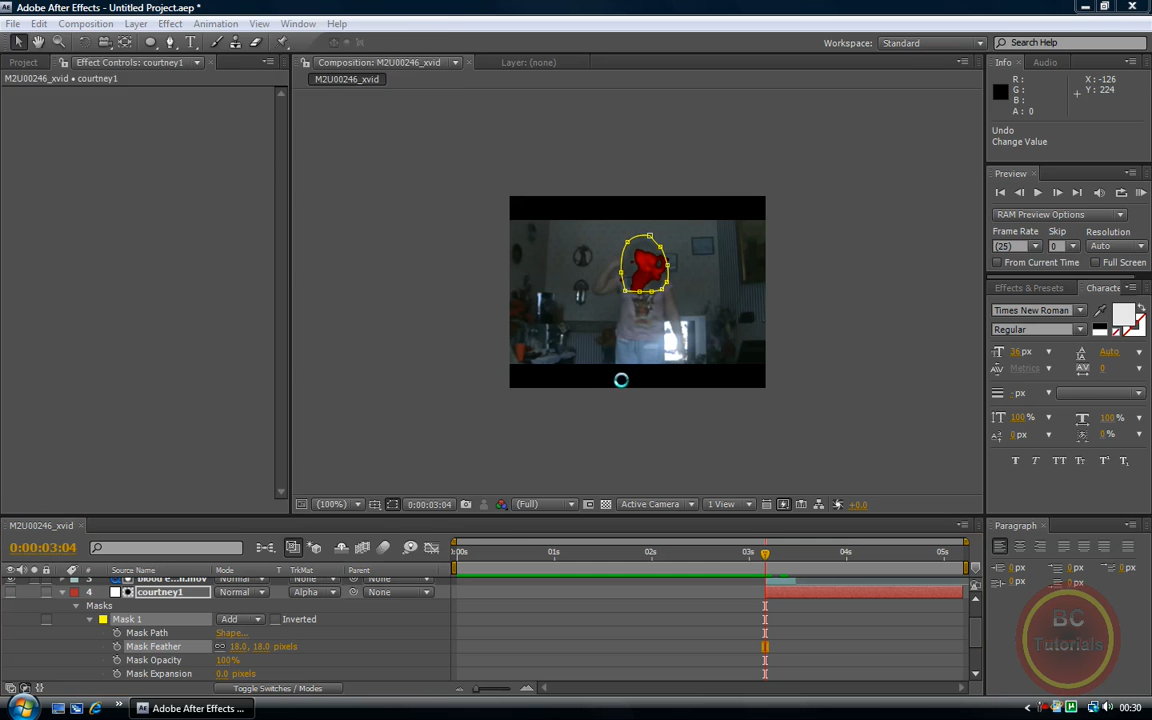 Adobe After Effects - Untitled Project.aep *
File Edit Composition Layer Effect Animation View Window Help
Workspace: Standard Search Help
Project Effect Controls: courtney1 Composition: M2U00246_xvid Layer: (none) Info Audio
M2U00246_xvid • courtney1 M2U00246_xvid
R : X : -126
G : Y : 224
B :
A : 0
Undo
Change Value
Preview
RAM Preview Options
Frame Rate Skip Resolution
(25) 0 Auto
From Current Time Full Screen
Effects & Presets Characte
Times New Roman
Regular
36 px Auto
Metrics 0
- px
100 % 100 %
0 px 0 %
T T TT Tt T¹ T₁
(100%) 0:00:03:04 (Full) Active Camera 1 View +0.0
M2U00246_xvid Paragraph
0:00:03:04 :00s 01s 02s 03s 04s 05s
0 px 0 px 0 px
0 px 0 px
# Source Name Mode T TrkMat Parent
3 Normal None None
4 courtney1 Normal Alpha None
Masks
Mask 1 Add Inverted
Mask Path Shape...
Mask Feather 18.0, 18.0 pixels
Mask Opacity 100%
Mask Expansion 0.0 pixels
Toggle Switches / Modes
BC
Tutorials
Adobe After Effects ... 00:30